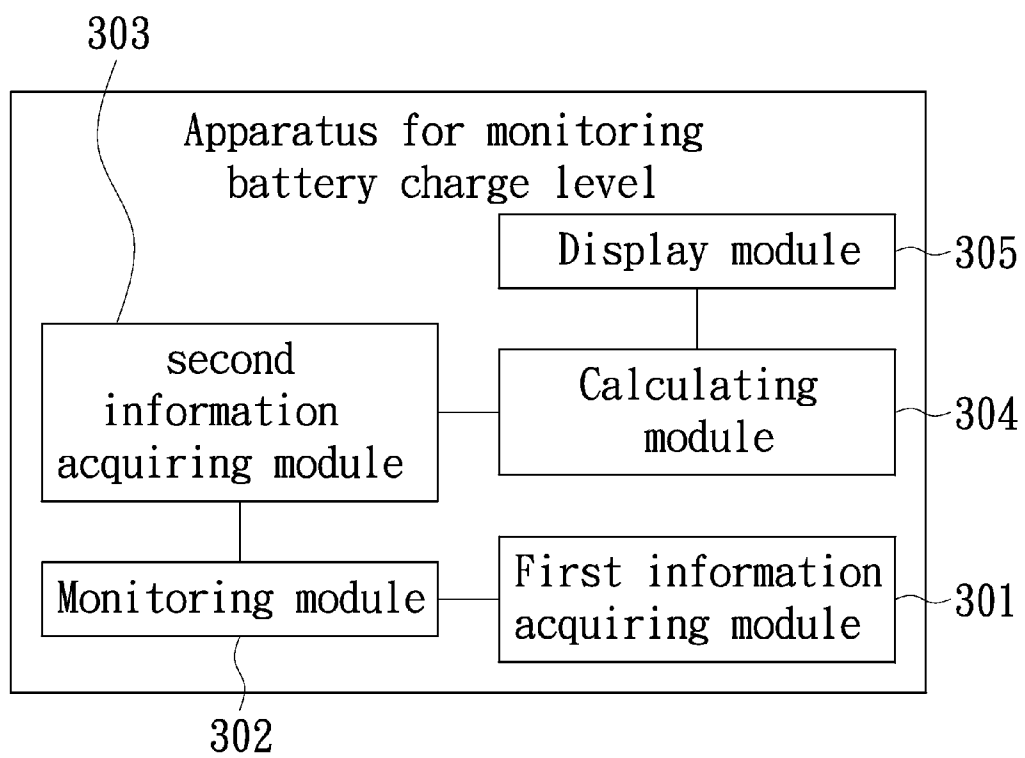 303
Apparatus for monitoring
battery charge level
Display module
305
second
information
acquiring module
Calculating
module
304
Monitoring module
First information
acquiring module
301
302